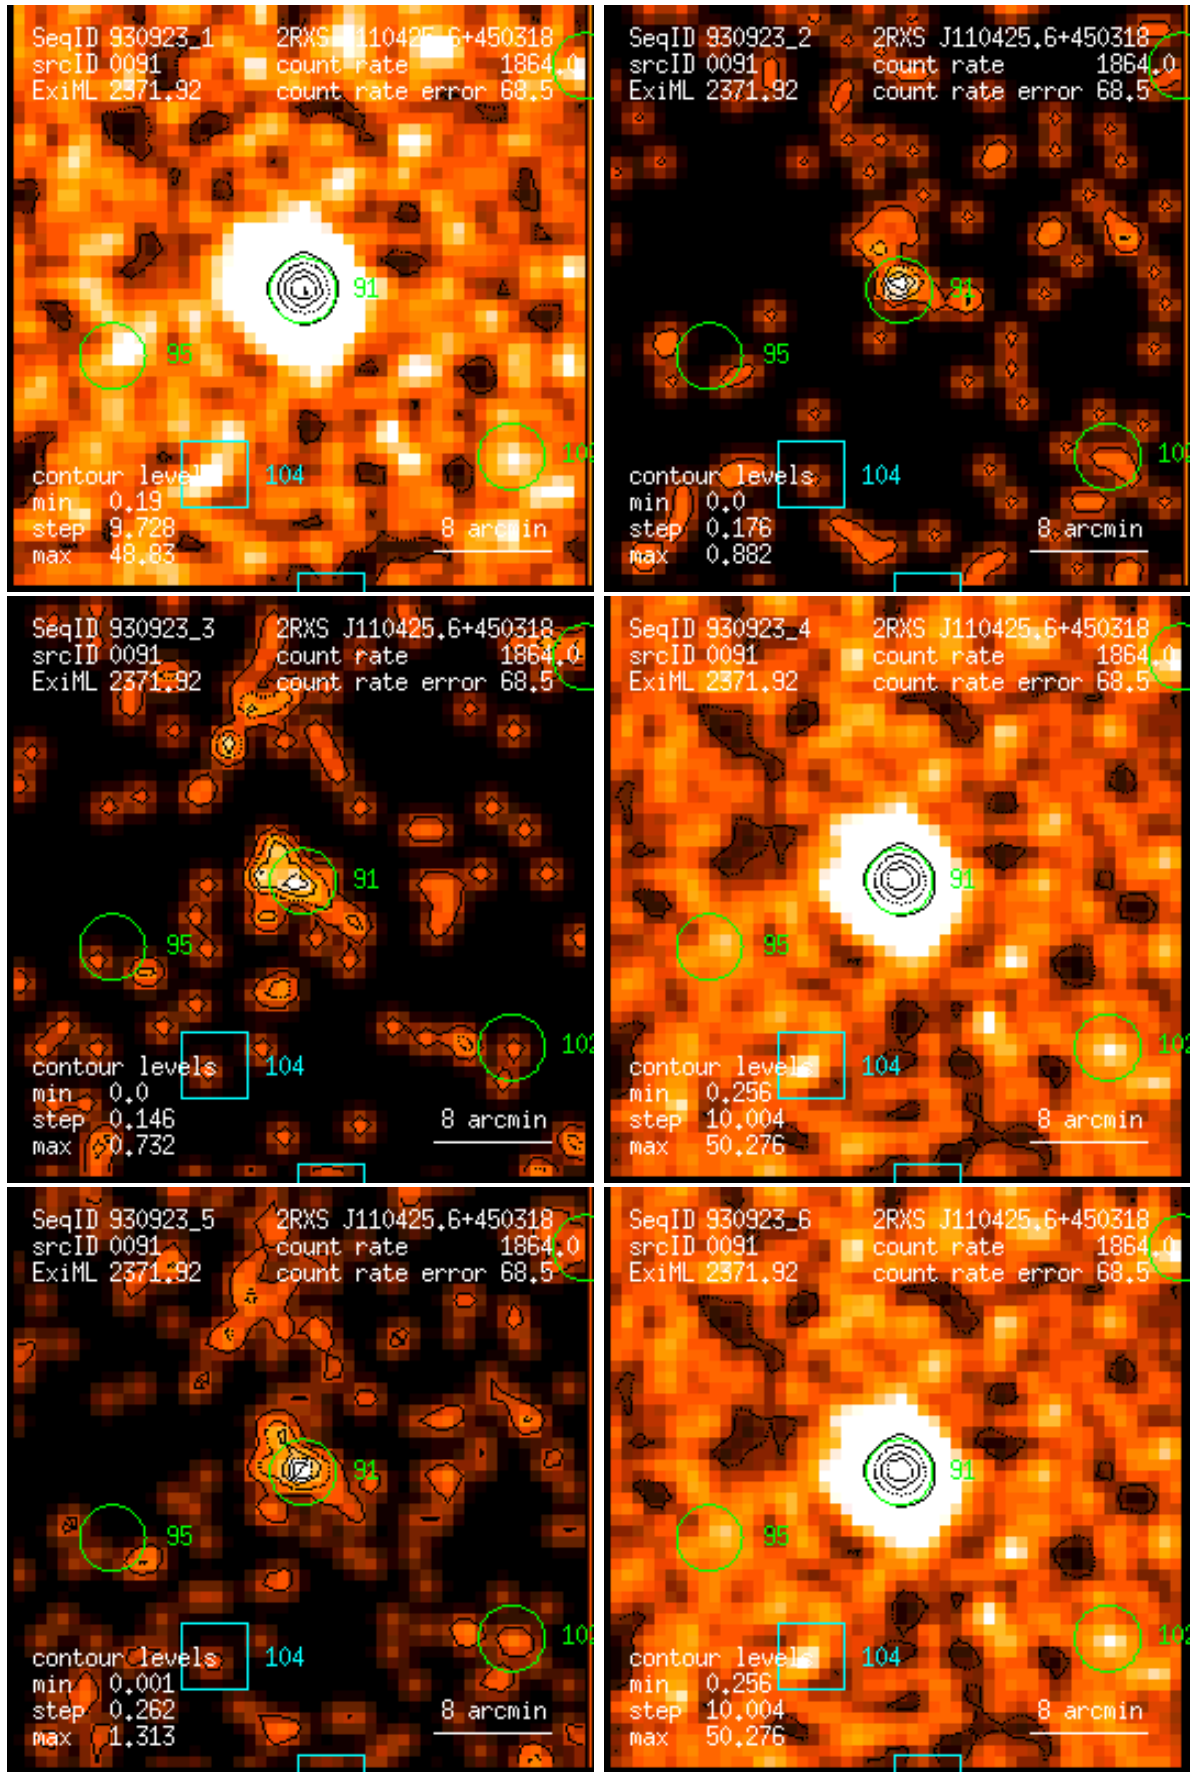 SeqID 930923_1 2RXS J110425.6+450318
srcID 0091 count rate 1864.0
ExiML 2371.92 count rate error 68.5
91
95
102
104
contour levels
min 0.19
step 9.728 8 arcmin
max 48.83
SeqID 930923_2 2RXS J110425.6+450318
srcID 0091 count rate 1864.0
ExiML 2371.92 count rate error 68.5
91
95
102
104
contour levels
min 0.0
step 0.176 8 arcmin
max 0.882
SeqID 930923_3 2RXS J110425.6+450318
srcID 0091 count rate 1864.0
ExiML 2371.92 count rate error 68.5
91
95
102
104
contour levels
min 0.0
step 0.146 8 arcmin
max 0.732
SeqID 930923_4 2RXS J110425.6+450318
srcID 0091 count rate 1864.0
ExiML 2371.92 count rate error 68.5
91
95
102
104
contour levels
min 0.256
step 10.004 8 arcmin
max 50.276
SeqID 930923_5 2RXS J110425.6+450318
srcID 0091 count rate 1864.0
ExiML 2371.92 count rate error 68.5
91
95
102
104
contour levels
min 0.001
step 0.262 8 arcmin
max 1.313
SeqID 930923_6 2RXS J110425.6+450318
srcID 0091 count rate 1864.0
ExiML 2371.92 count rate error 68.5
91
95
102
104
contour levels
min 0.256
step 10.004 8 arcmin
max 50.276